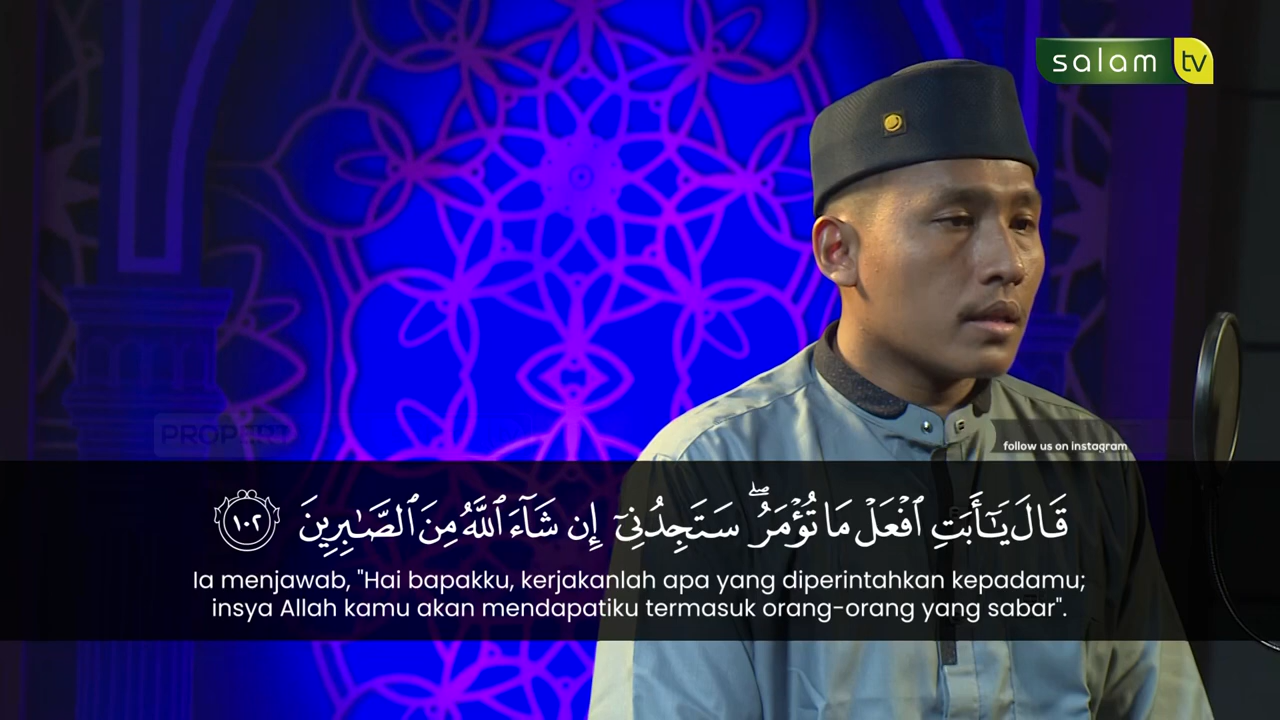 salam tv
PROPERT
follow us on instagram
قَالَ يَٰٓأَبَتِ ٱفْعَلْ مَا تُؤْمَرُ ۖ سَتَجِدُنِىٓ إِن شَآءَ ٱللَّهُ مِنَ ٱلصَّٰبِرِينَ ١٠٢
Ia menjawab, "Hai bapakku, kerjakanlah apa yang diperintahkan kepadamu;
insya Allah kamu akan mendapatiku termasuk orang-orang yang sabar".